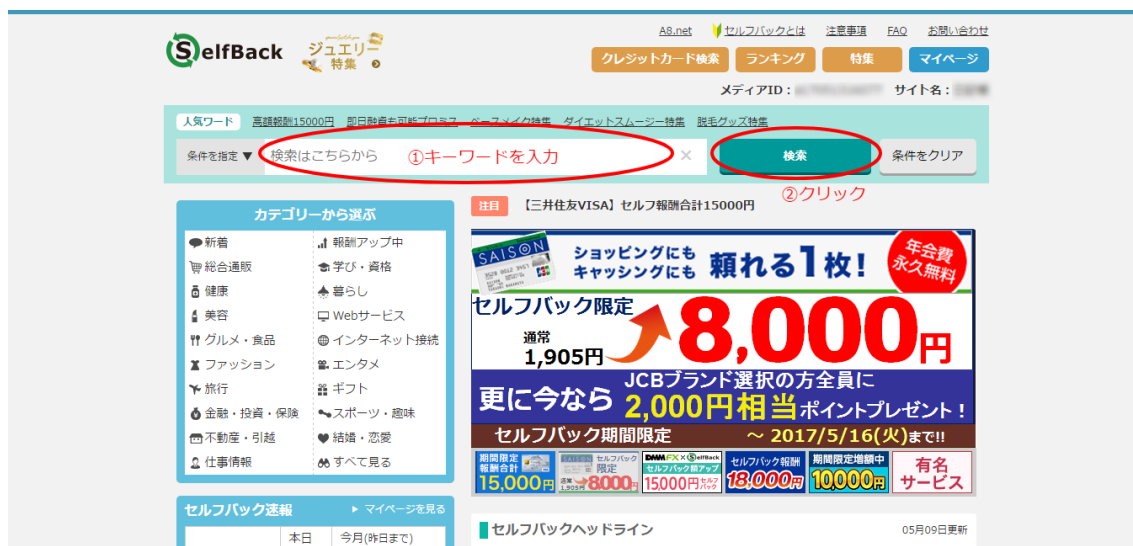 SelfBack
ジュエリー
特集
A8.net セルフバックとは 注意事項 FAQ お問い合わせ
クレジットカード検索 ランキング 特集 マイページ
メディアID： サイト名：
人気ワード 高額報酬15000円 即日融資も可能プロミス ベースメイク特集 ダイエットスムージー特集 脱毛グッズ特集
条件を指定 ▼ 検索はこちらから ①キーワードを入力 × 検索 条件をクリア
②クリック
カテゴリーから選ぶ
新着 報酬アップ中
総合通販 学び・資格
健康 暮らし
美容 Webサービス
グルメ・食品 インターネット接続
ファッション エンタメ
旅行 ギフト
金融・投資・保険 スポーツ・趣味
不動産・引越 結婚・恋愛
仕事情報 すべて見る
セルフバック速報 ▶ マイページを見る
本日 今月(昨日まで)
注目 【三井住友VISA】セルフ報酬合計15000円
SAISON
ショッピングにも
キャッシングにも 頼れる1枚!
年会費
永久無料
セルフバック限定
通常
1,905円
8,000円
更に今なら JCBブランド選択の方全員に
2,000円相当ポイントプレゼント！
セルフバック期間限定 ～ 2017/5/16(火)まで!!
期間限定
報酬合計
15,000円
セルフバック
限定
8000円
DMM FX X SelfBack
セルフバック額アップ
15,000円
セルフバック報酬
18,000円
期間限定増額中
10,000円
有名
サービス
セルフバックヘッドライン 05月09日更新